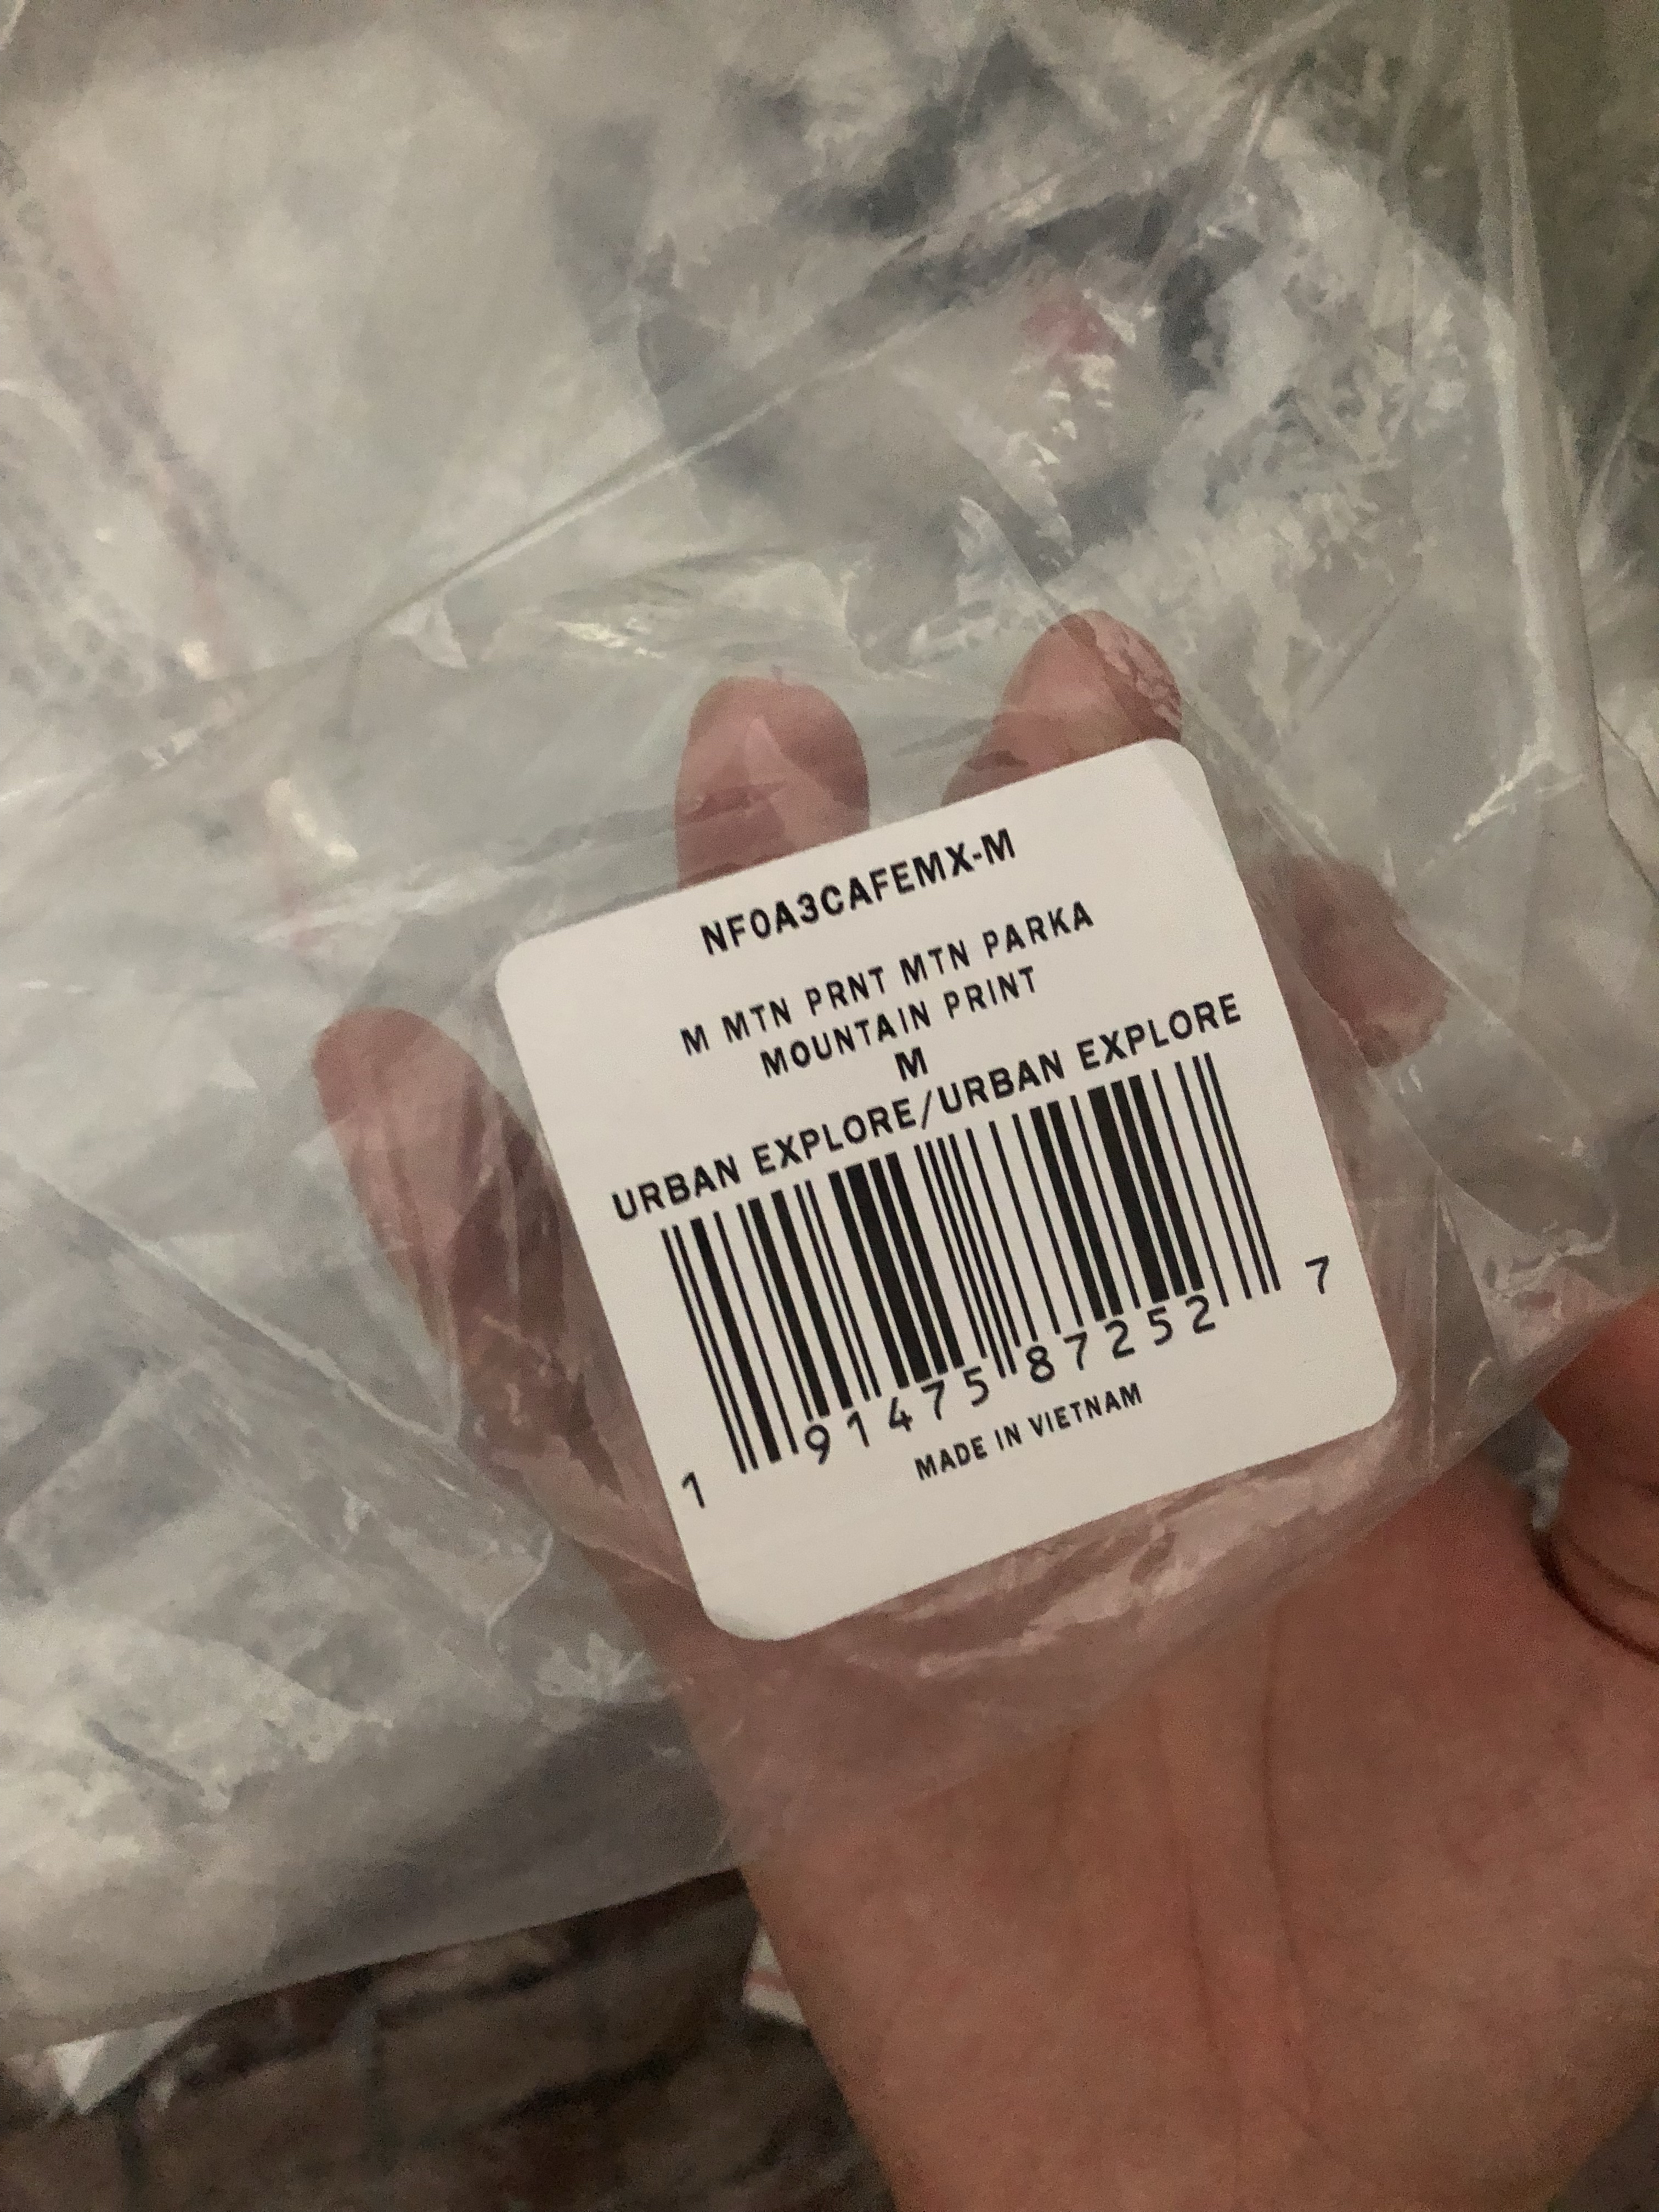 NF0A3CAFEMX-M
M MTN PRNT MTN PARKA
MOUNTAIN PRINT
M
URBAN EXPLORE/URBAN EXPLORE
1 91475 87252 7
MADE IN VIETNAM